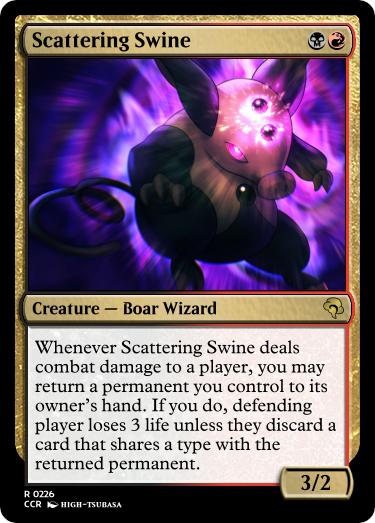 Scattering Swine
Creature — Boar Wizard
Whenever Scattering Swine deals
combat damage to a player, you may
return a permanent you control to its
owner's hand. If you do, defending
player loses 3 life unless they discard a
card that shares a type with the
returned permanent.
3/2
R 0226
CCR HIGH-TSUBASA